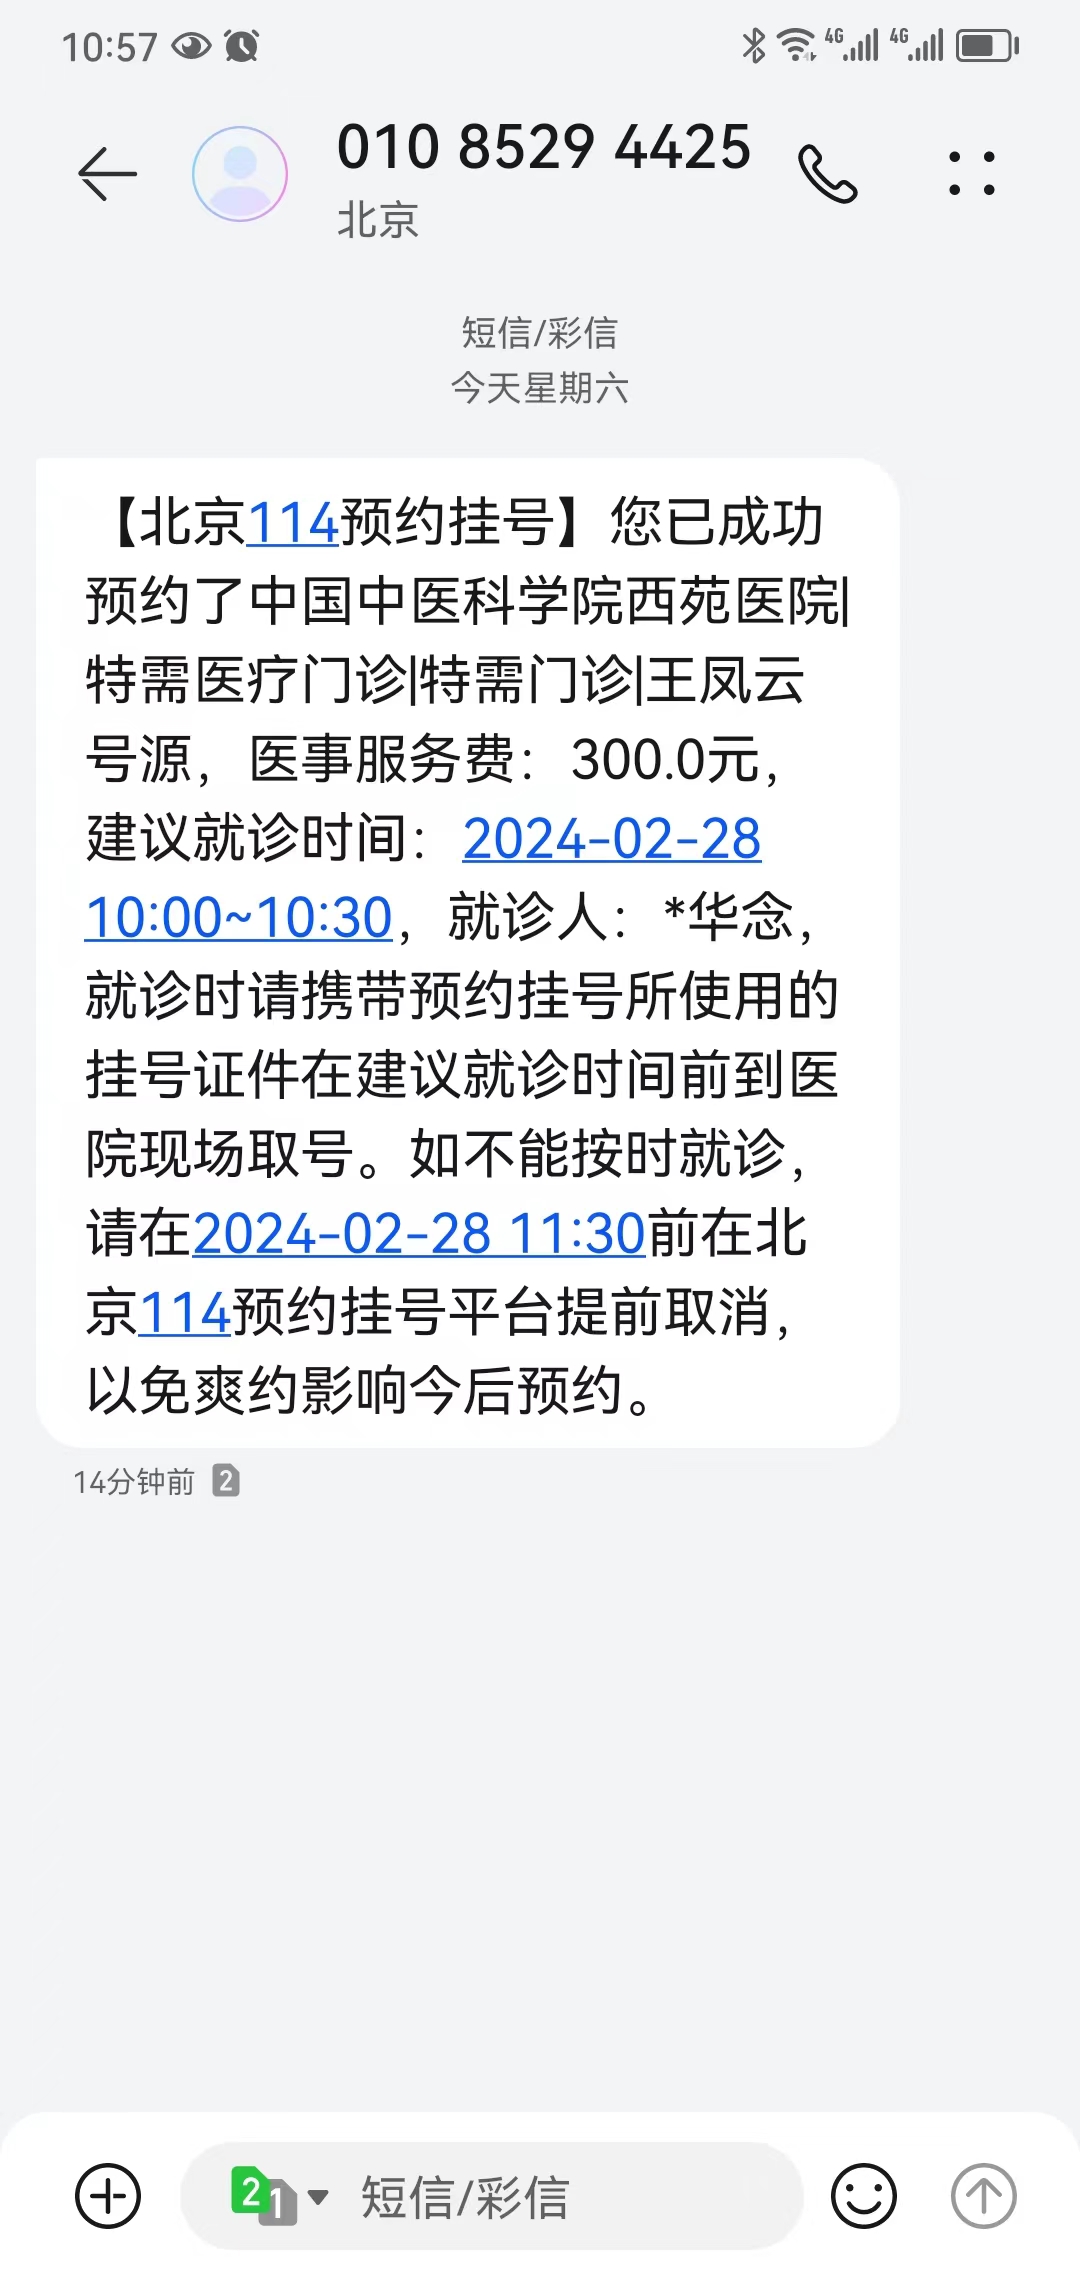 10:57
4G 4G
010 8529 4425
北京
短信/彩信
今天星期六
【北京114预约挂号】您已成功
预约了中国中医科学院西苑医院|
特需医疗门诊|特需门诊|王凤云
号源，医事服务费：300.0元，
建议就诊时间：2024-02-28
10:00~10:30，就诊人：*华念，
就诊时请携带预约挂号所使用的
挂号证件在建议就诊时间前到医
院现场取号。如不能按时就诊，
请在2024-02-28 11:30前在北
京114预约挂号平台提前取消，
以免爽约影响今后预约。
14分钟前 2
2 1 短信/彩信